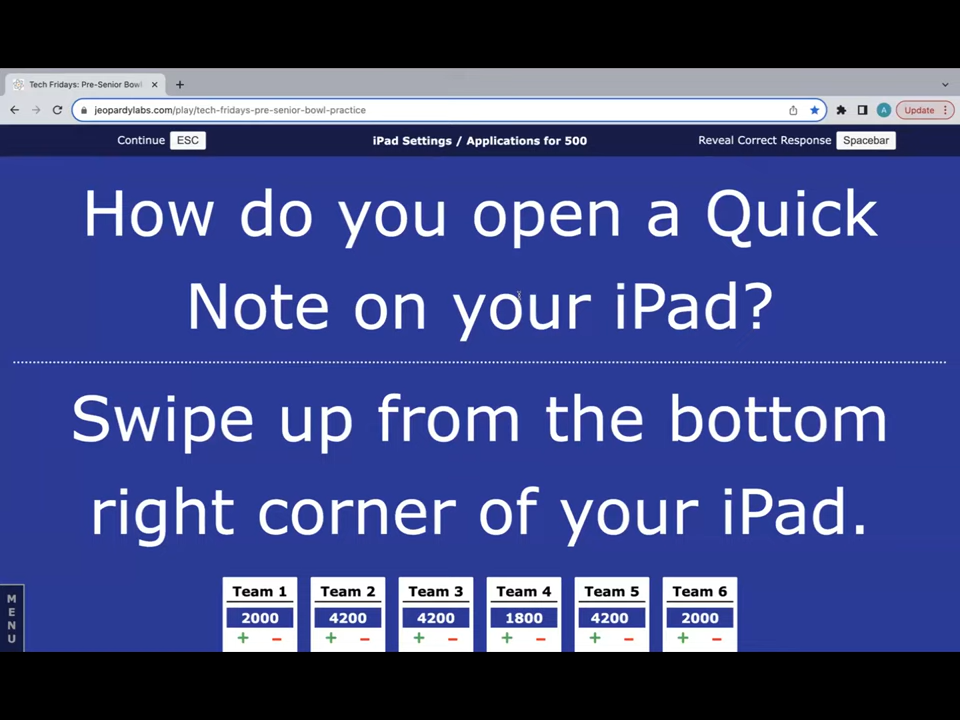 Tech Fridays: Pre-Senior Bowl
jeopardylabs.com/play/tech-fridays-pre-senior-bowl-practice
A
Update
Continue ESC
iPad Settings / Applications for 500
Reveal Correct Response Spacebar
How do you open a Quick
Note on your iPad?
Swipe up from the bottom
right corner of your iPad.
MENU
Team 1 Team 2 Team 3 Team 4 Team 5 Team 6
2000 4200 4200 1800 4200 2000
+ − + − + − + − + − + −